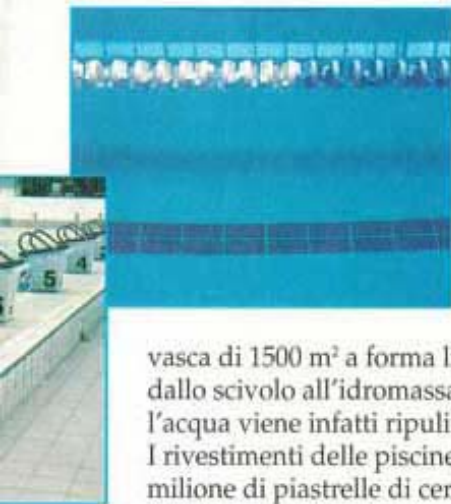 5
4
vasca di 1500 m² a forma l
dallo scivolo all'idromassa
l'acqua viene infatti ripuli
I rivestimenti delle piscine
milione di piastrelle di cer